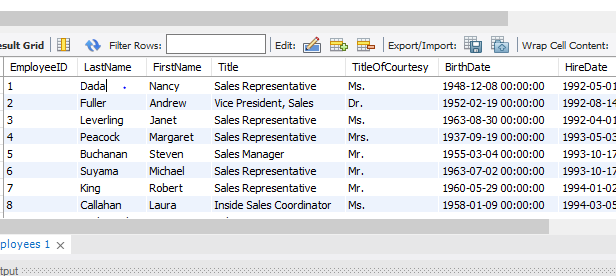 esult Grid Filter Rows: Edit: Export/Import: Wrap Cell Content:
EmployeeID LastName FirstName Title TitleOfCourtesy BirthDate HireDate
1 Dada Nancy Sales Representative Ms. 1948-12-08 00:00:00 1992-05-01
2 Fuller Andrew Vice President, Sales Dr. 1952-02-19 00:00:00 1992-08-14
3 Leverling Janet Sales Representative Ms. 1963-08-30 00:00:00 1992-04-01
4 Peacock Margaret Sales Representative Mrs. 1937-09-19 00:00:00 1993-05-03
5 Buchanan Steven Sales Manager Mr. 1955-03-04 00:00:00 1993-10-17
6 Suyama Michael Sales Representative Mr. 1963-07-02 00:00:00 1993-10-17
7 King Robert Sales Representative Mr. 1960-05-29 00:00:00 1994-01-02
8 Callahan Laura Inside Sales Coordinator Ms. 1958-01-09 00:00:00 1994-03-05
ployees 1
tput